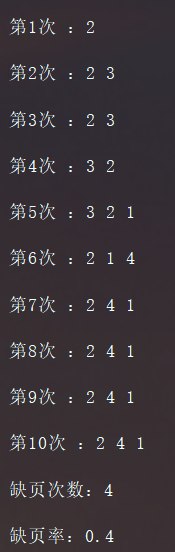 第1次 ：2
第2次 ：2 3
第3次 ：2 3
第4次 ：3 2
第5次 ：3 2 1
第6次 ：2 1 4
第7次 ：2 4 1
第8次 ：2 4 1
第9次 ：2 4 1
第10次 ：2 4 1
缺页次数：4
缺页率：0.4